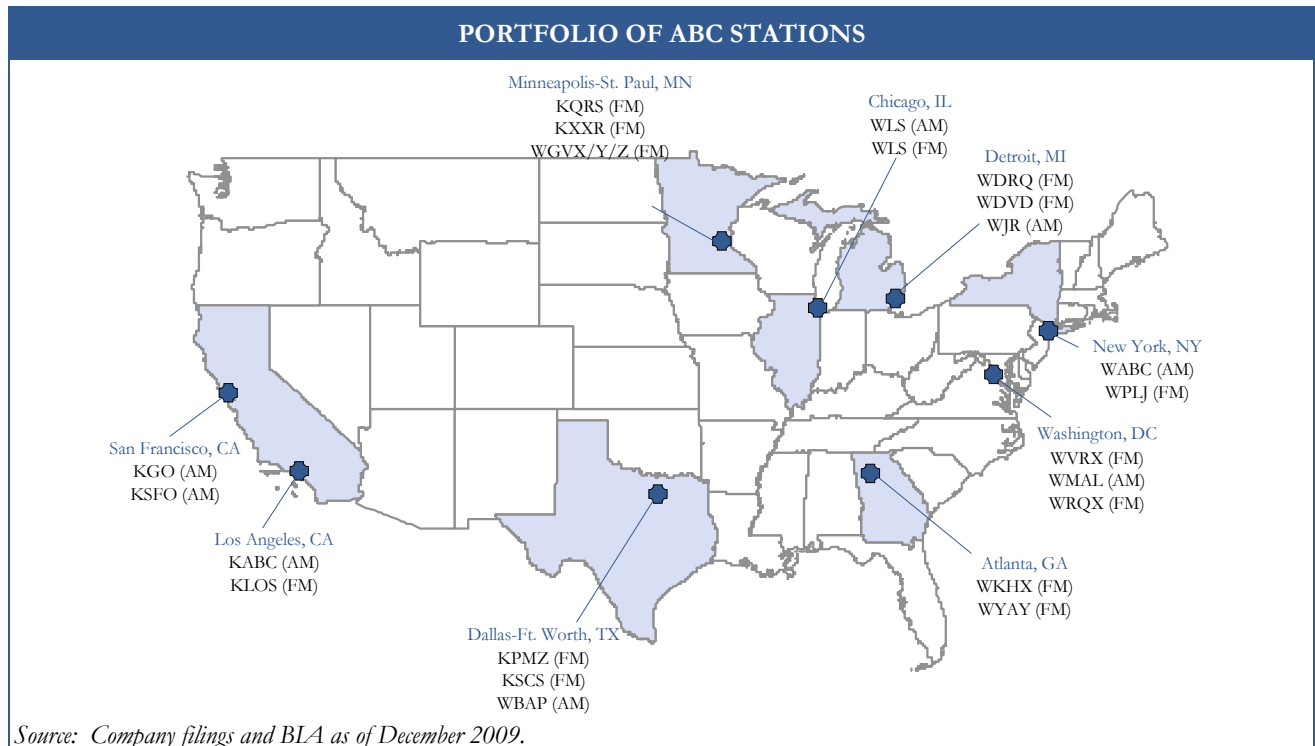 PORTFOLIO OF ABC STATIONS
Minneapolis-St. Paul, MN
KQRS (FM)
KXXR (FM)
WGVX/Y/Z (FM)
Chicago, IL
WLS (AM)
WLS (FM)
Detroit, MI
WDRQ (FM)
WDVD (FM)
WJR (AM)
New York, NY
WABC (AM)
WPLJ (FM)
Washington, DC
WVRX (FM)
WMAL (AM)
WRQX (FM)
San Francisco, CA
KGO (AM)
KSFO (AM)
Los Angeles, CA
KABC (AM)
KLOS (FM)
Atlanta, GA
WKHX (FM)
WYAY (FM)
Dallas-Ft. Worth, TX
KPMZ (FM)
KSCS (FM)
WBAP (AM)
Source: Company filings and BLA as of December 2009.